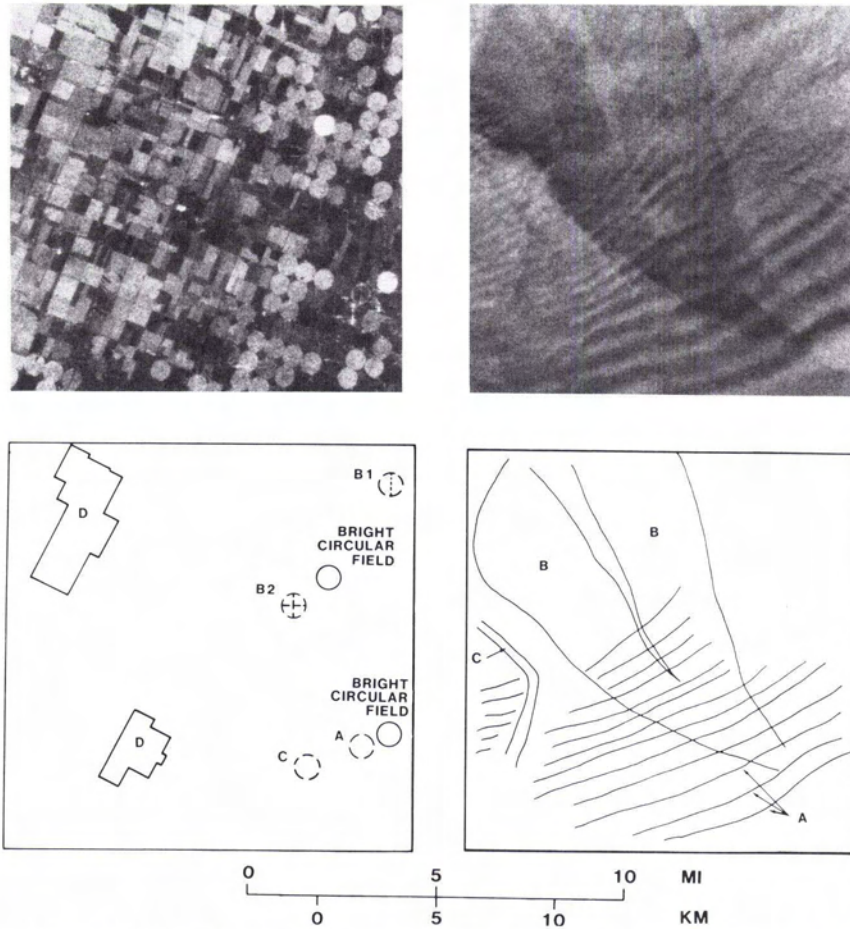 B1
D
BRIGHT
CIRCULAR
FIELD
B2
BRIGHT
CIRCULAR
FIELD
D
A
C
B
B
C
A
0 5 10 MI
0 5 10 KM